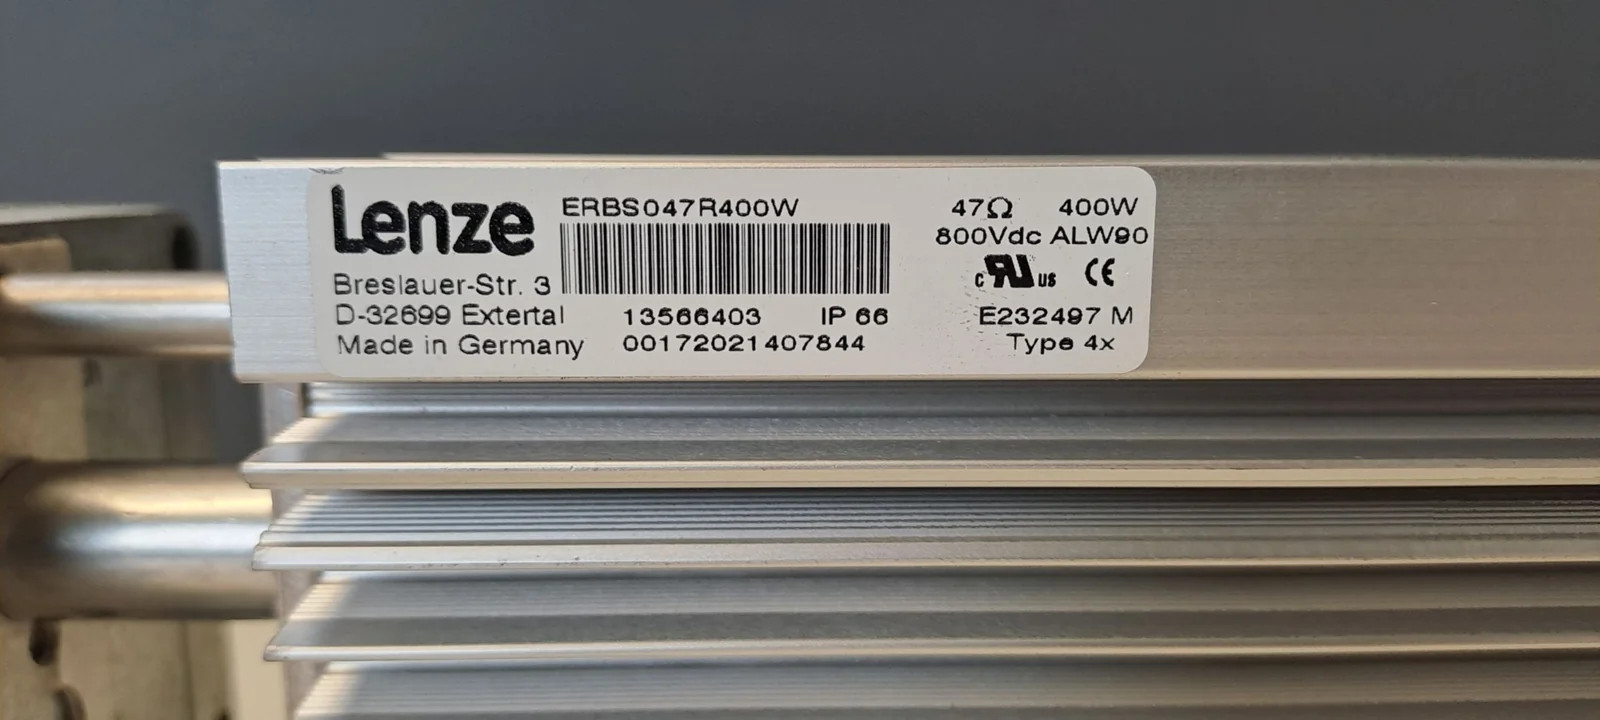 Lenze
Breslauer-Str. 3
D-32699 Extertal
Made in Germany
ERBS047R400W
13566403 IP 66
00172021407844
47Ω 400W
800Vdc ALW90
c RU us CE
E232497 M
Type 4x